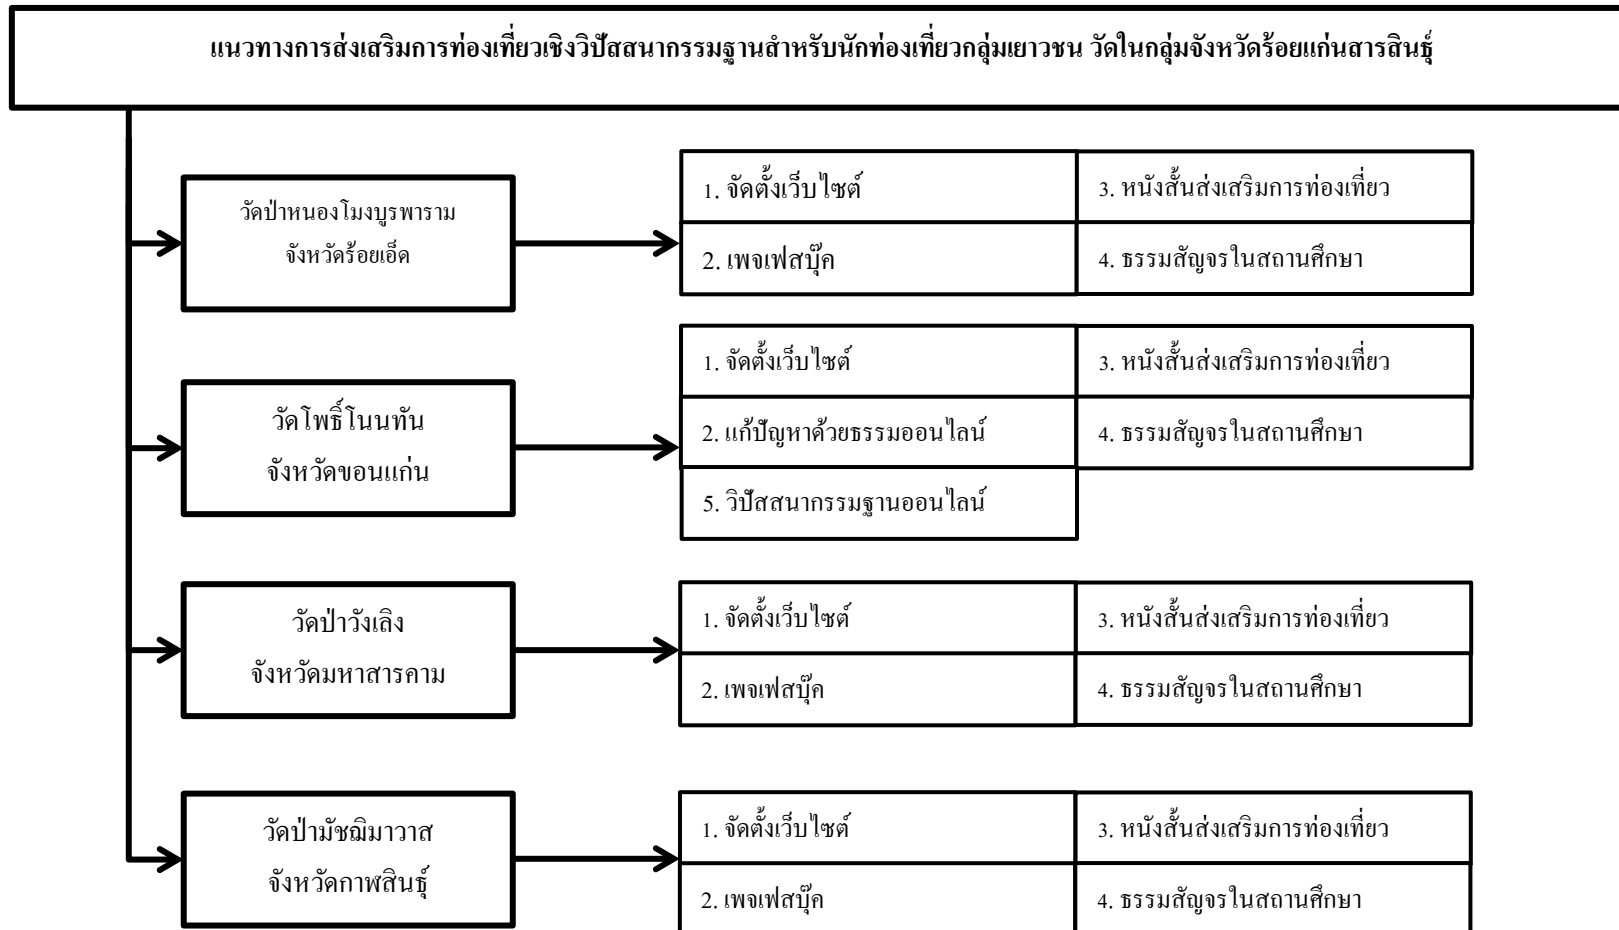 แนวทางการส่งเสริมการท่องเที่ยวเชิงวิปัสสนากรรมฐานสำหรับนักท่องเที่ยวกลุ่มเยาวชน วัดในกลุ่มจังหวัดร้อยแก่นสารสินธุ์
วัดป่าหนองโมงบูรพาราม
จังหวัดร้อยเอ็ด
1. จัดตั้งเว็บไซต์
3. หนังสั้นส่งเสริมการท่องเที่ยว
2. เพจเฟสบุ๊ค
4. ธรรมสัญจรในสถานศึกษา
วัดโพธิ์โนนทัน
จังหวัดขอนแก่น
1. จัดตั้งเว็บไซต์
3. หนังสั้นส่งเสริมการท่องเที่ยว
2. แก้ปัญหาด้วยธรรมออนไลน์
4. ธรรมสัญจรในสถานศึกษา
5. วิปัสสนากรรมฐานออนไลน์
วัดป่าวังเลิง
จังหวัดมหาสารคาม
1. จัดตั้งเว็บไซต์
3. หนังสั้นส่งเสริมการท่องเที่ยว
2. เพจเฟสบุ๊ค
4. ธรรมสัญจรในสถานศึกษา
วัดป่ามัชฌิมาวาส
จังหวัดกาฬสินธุ์
1. จัดตั้งเว็บไซต์
3. หนังสั้นส่งเสริมการท่องเที่ยว
2. เพจเฟสบุ๊ค
4. ธรรมสัญจรในสถานศึกษา